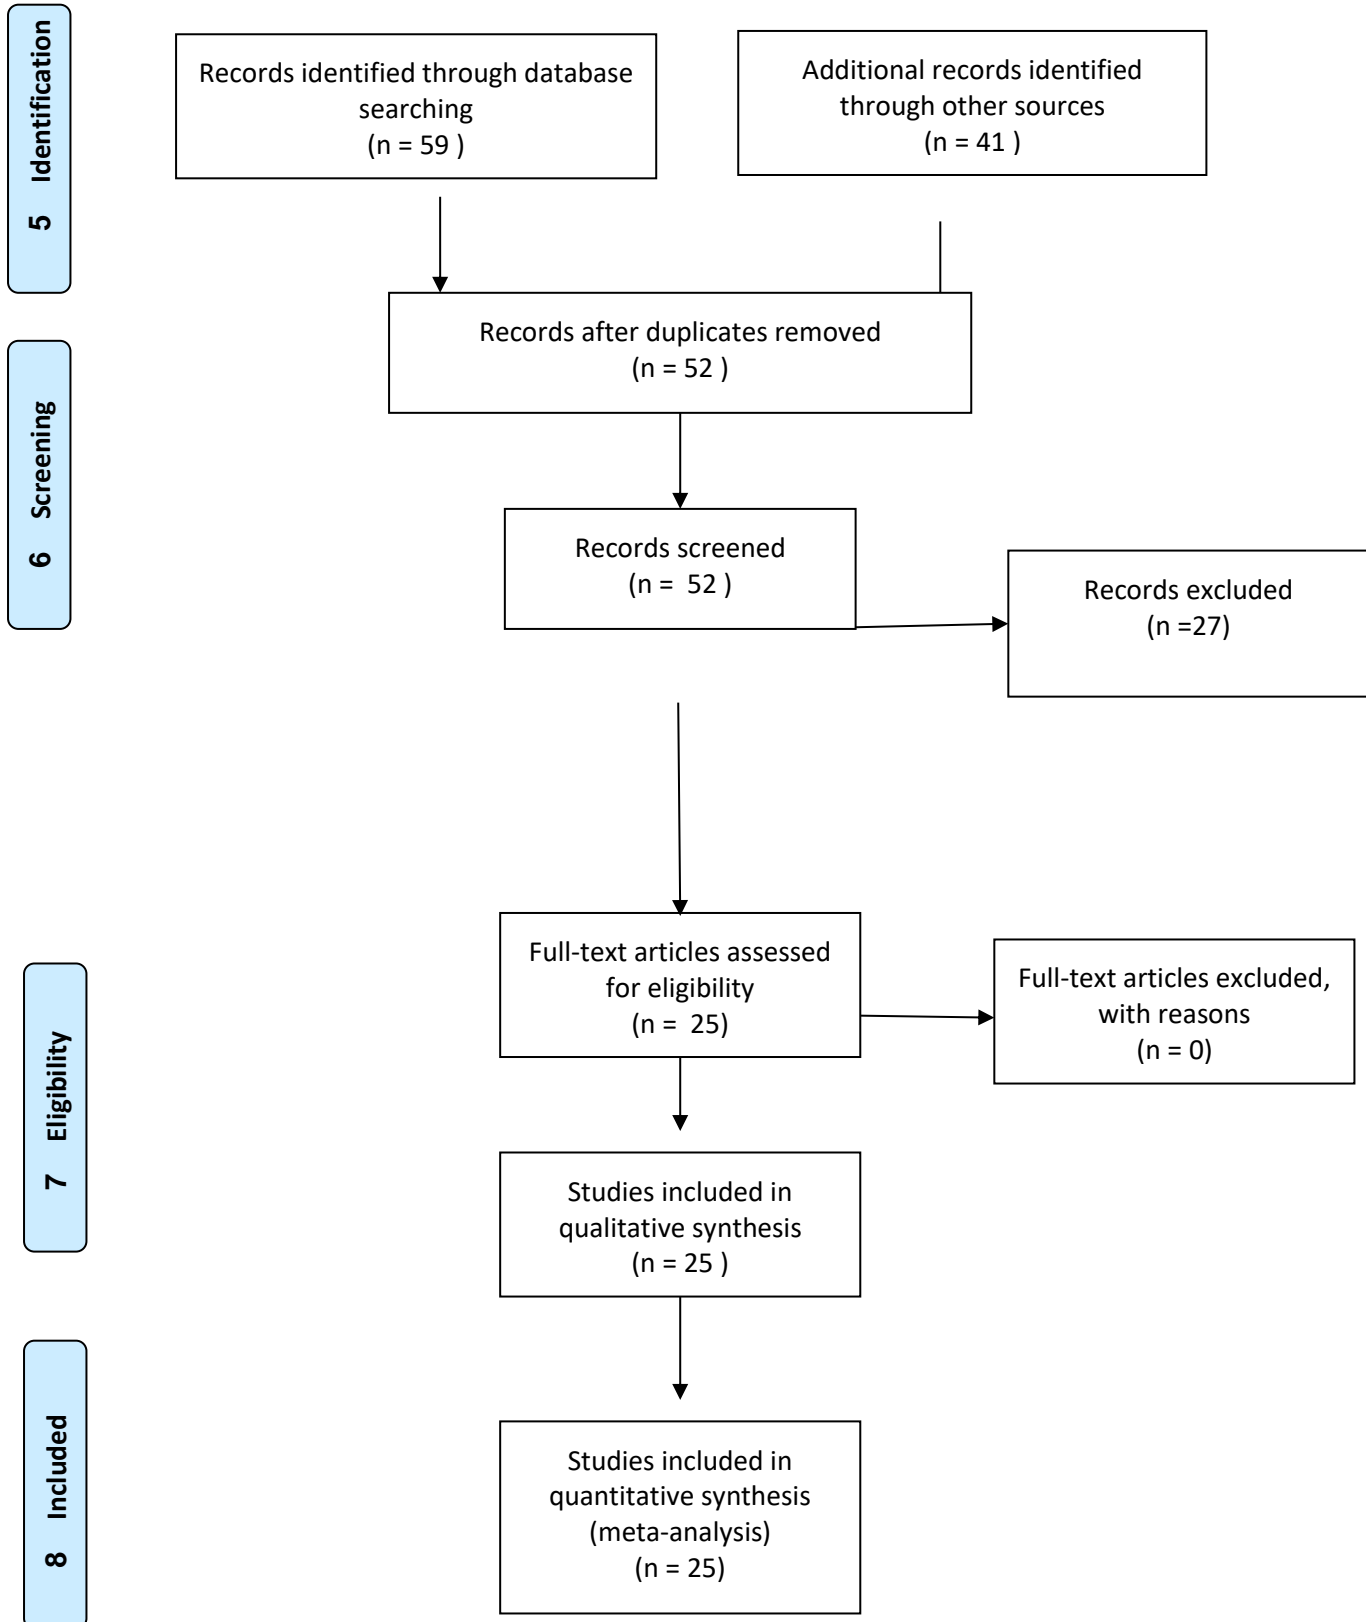 5 Identification
Records identified through database
searching
(n = 59 )
Additional records identified
through other sources
(n = 41 )
Records after duplicates removed
(n = 52 )
6 Screening
Records screened
(n =  52 )
Records excluded
(n =27)
Full-text articles assessed
for eligibility
(n =  25)
Full-text articles excluded,
with reasons
(n = 0)
7 Eligibility
Studies included in
qualitative synthesis
(n = 25 )
8 Included
Studies included in
quantitative synthesis
(meta-analysis)
(n = 25)